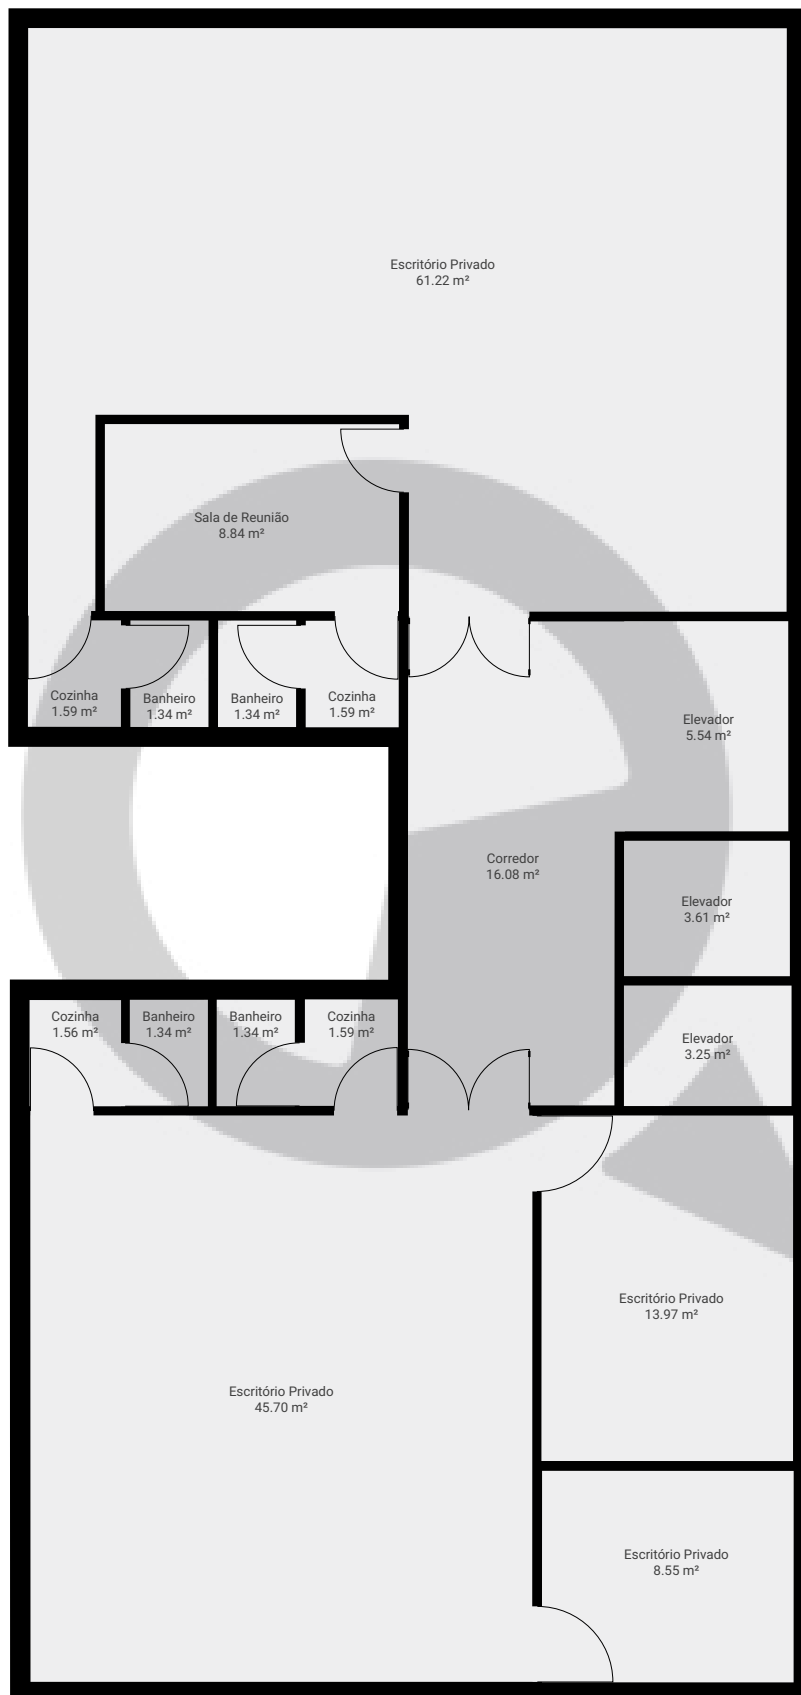 Escritório Privado
61.22 m²
Sala de Reunião
8.84 m²
Cozinha
1.59 m²
Banheiro
1.34 m²
Banheiro
1.34 m²
Cozinha
1.59 m²
Elevador
5.54 m²
Corredor
16.08 m²
Elevador
3.61 m²
Cozinha
1.56 m²
Banheiro
1.34 m²
Banheiro
1.34 m²
Cozinha
1.59 m²
Elevador
3.25 m²
Escritório Privado
13.97 m²
Escritório Privado
45.70 m²
Escritório Privado
8.55 m²